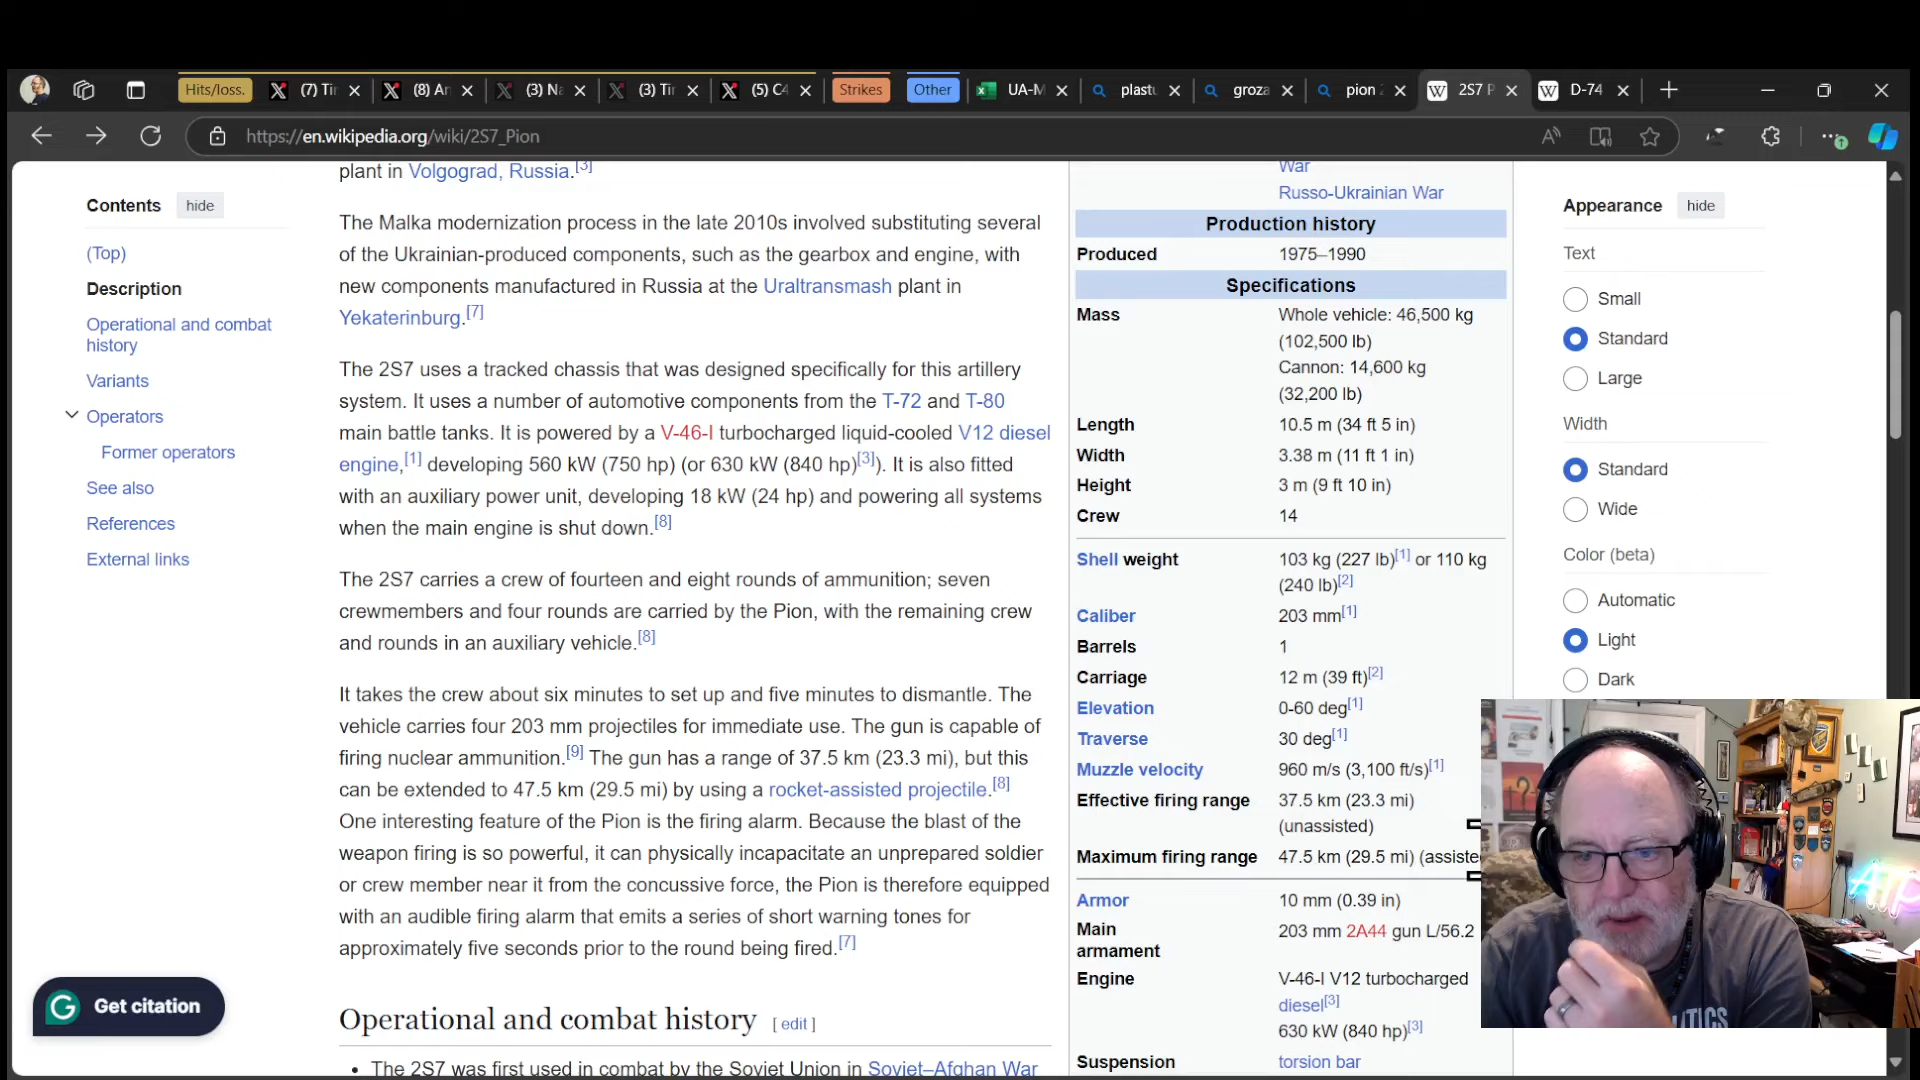 Hits/loss.
(7) Tir
(8) Ar
(3) Na
(3) Tir
(5) C4
Strikes
Other
UA-M
plastu
groza
pion 2
2S7 P
D-74
https://en.wikipedia.org/wiki/2S7_Pion
Contents
hide
(Top)
Description
Operational and combat
history
Variants
Operators
Former operators
See also
References
External links
Get citation
plant in Volgograd, Russia.[3]
The Malka modernization process in the late 2010s involved substituting several
of the Ukrainian-produced components, such as the gearbox and engine, with
new components manufactured in Russia at the Uraltransmash plant in
Yekaterinburg.[7]
The 2S7 uses a tracked chassis that was designed specifically for this artillery
system. It uses a number of automotive components from the T-72 and T-80
main battle tanks. It is powered by a V-46-I turbocharged liquid-cooled V12 diesel
engine,[1] developing 560 kW (750 hp) (or 630 kW (840 hp)[3]). It is also fitted
with an auxiliary power unit, developing 18 kW (24 hp) and powering all systems
when the main engine is shut down.[8]
The 2S7 carries a crew of fourteen and eight rounds of ammunition; seven
crewmembers and four rounds are carried by the Pion, with the remaining crew
and rounds in an auxiliary vehicle.[8]
It takes the crew about six minutes to set up and five minutes to dismantle. The
vehicle carries four 203 mm projectiles for immediate use. The gun is capable of
firing nuclear ammunition.[9] The gun has a range of 37.5 km (23.3 mi), but this
can be extended to 47.5 km (29.5 mi) by using a rocket-assisted projectile.[8]
One interesting feature of the Pion is the firing alarm. Because the blast of the
weapon firing is so powerful, it can physically incapacitate an unprepared soldier
or crew member near it from the concussive force, the Pion is therefore equipped
with an audible firing alarm that emits a series of short warning tones for
approximately five seconds prior to the round being fired.[7]
Operational and combat history [ edit ]
• The 2S7 was first used in combat by the Soviet Union in Soviet–Afghan War
War
Russo-Ukrainian War
Production history
Produced 1975–1990
Specifications
Mass Whole vehicle: 46,500 kg
(102,500 lb)
Cannon: 14,600 kg
(32,200 lb)
Length 10.5 m (34 ft 5 in)
Width 3.38 m (11 ft 1 in)
Height 3 m (9 ft 10 in)
Crew 14
Shell weight 103 kg (227 lb)[1] or 110 kg
(240 lb)[2]
Caliber 203 mm[1]
Barrels 1
Carriage 12 m (39 ft)[2]
Elevation 0-60 deg[1]
Traverse 30 deg[1]
Muzzle velocity 960 m/s (3,100 ft/s)[1]
Effective firing range 37.5 km (23.3 mi)
(unassisted)
Maximum firing range 47.5 km (29.5 mi) (assiste
Armor 10 mm (0.39 in)
Main 203 mm 2A44 gun L/56.2
armament
Engine V-46-I V12 turbocharged
diesel[3]
630 kW (840 hp)[3]
Suspension torsion bar
Appearance
hide
Text
Small
Standard
Large
Width
Standard
Wide
Color (beta)
Automatic
Light
Dark